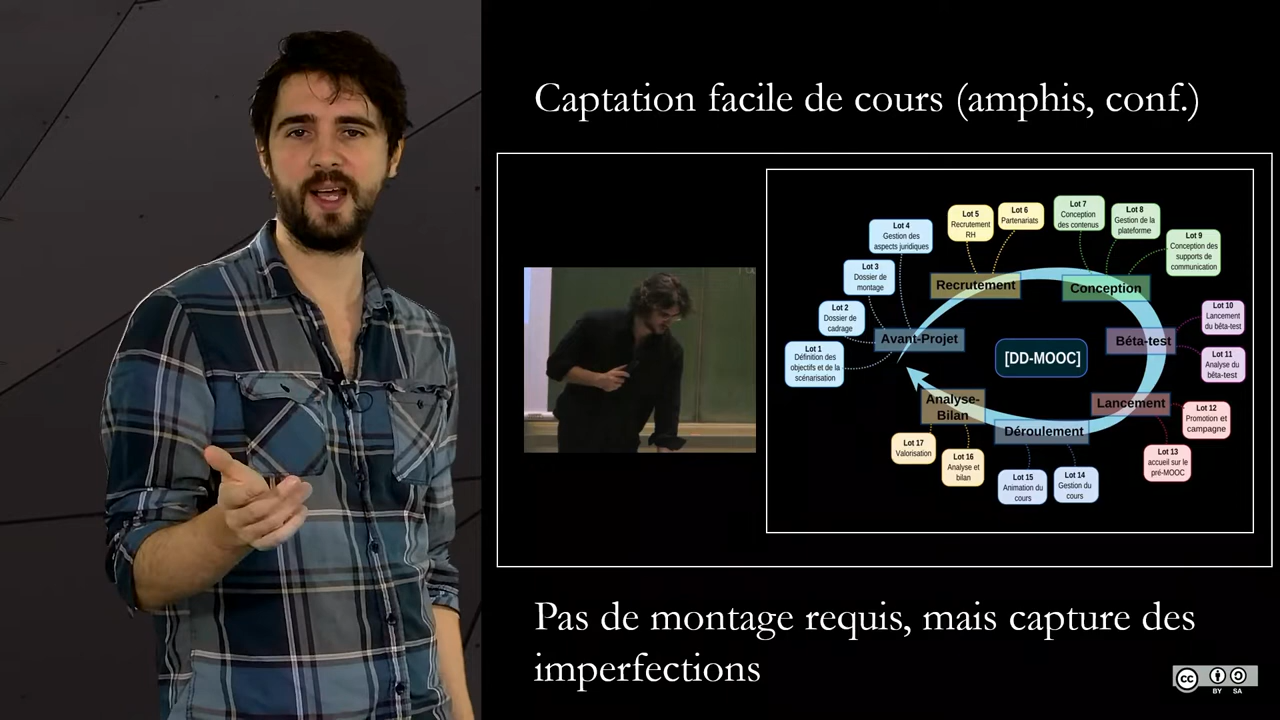 Captation facile de cours (amphis, conf.)
Lot 1
Définition des
objectifs et de la
scénarisation
Lot 2
Dossier de
cadrage
Lot 3
Dossier de
montage
Lot 4
Gestion des
aspects juridiques
Lot 5
Recrutement
RH
Lot 6
Partenariats
Lot 7
Conception
des contenus
Lot 8
Gestion de la
plateforme
Lot 9
Conception des
supports de
communication
Lot 10
Lancement
du bêta-test
Lot 11
Analyse du
bêta-test
Lot 12
Promotion et
campagne
Lot 13
accueil sur le
pré-MOOC
Lot 14
Gestion du
cours
Lot 15
Animation du
cours
Lot 16
Analyse et
bilan
Lot 17
Valorisation
Avant-Projet
Recrutement
Conception
Béta-test
Lancement
Déroulement
Analyse-
Bilan
[DD-MOOC]
Pas de montage requis, mais capture des
imperfections
cc
BY SA